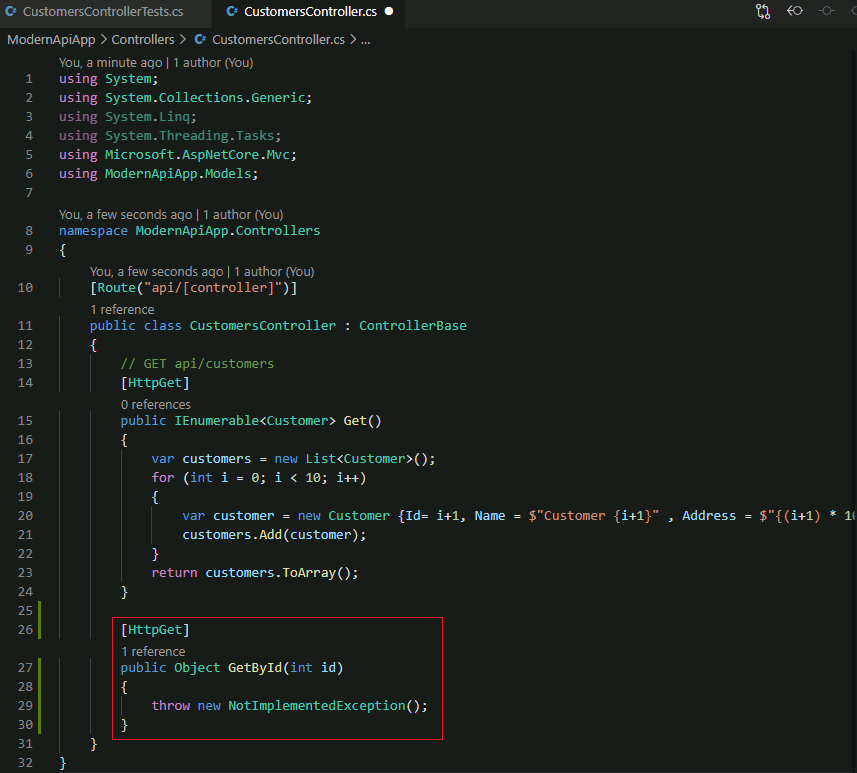 CustomersControllerTests.cs CustomersController.cs
ModernApiApp > Controllers > CustomersController.cs > ...
You, a minute ago | 1 author (You)
1 using System;
2 using System.Collections.Generic;
3 using System.Linq;
4 using System.Threading.Tasks;
5 using Microsoft.AspNetCore.Mvc;
6 using ModernApiApp.Models;
7
You, a few seconds ago | 1 author (You)
8 namespace ModernApiApp.Controllers
9 {
You, a few seconds ago | 1 author (You)
10 [Route("api/[controller]")]
1 reference
11 public class CustomersController : ControllerBase
12 {
13 // GET api/customers
14 [HttpGet]
0 references
15 public IEnumerable<Customer> Get()
16 {
17 var customers = new List<Customer>();
18 for (int i = 0; i < 10; i++)
19 {
20 var customer = new Customer {Id= i+1, Name = $"Customer {i+1}" , Address = $"{(i+1) * 10
21 customers.Add(customer);
22 }
23 return customers.ToArray();
24 }
25
26 [HttpGet]
1 reference
27 public Object GetById(int id)
28 {
29 throw new NotImplementedException();
30 }
31 }
32 }